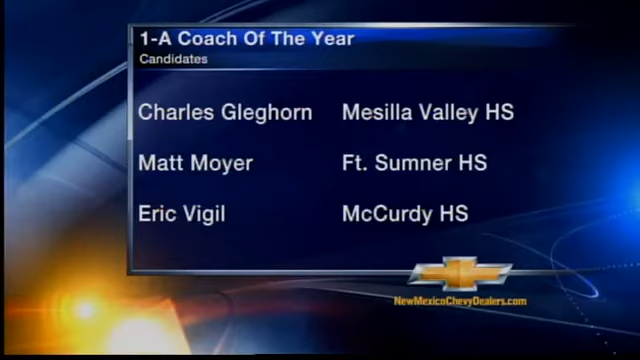 1-A Coach Of The Year
Candidates
Charles Gleghorn Mesilla Valley HS
Matt Moyer Ft. Sumner HS
Eric Vigil McCurdy HS
NewMexicoChevyDealers.com